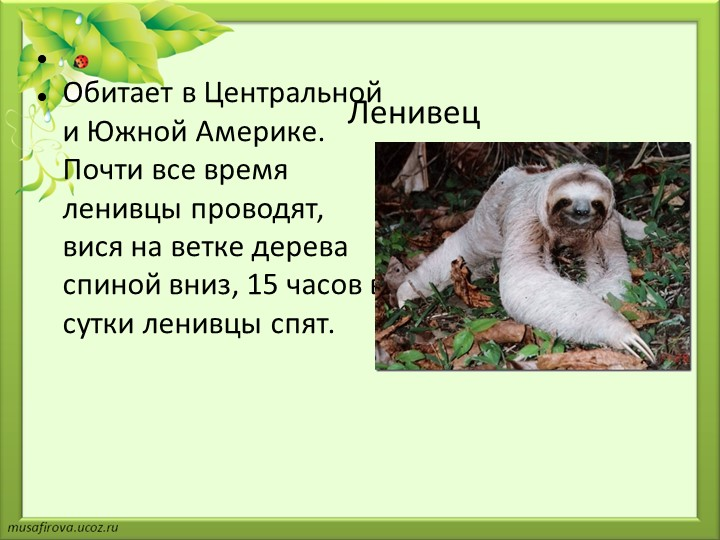 Ленивец
• 
• Обитает в Центральной
и Южной Америке.
Почти все время
ленивцы проводят,
вися на ветке дерева
спиной вниз, 15 часов в
сутки ленивцы спят.
musafirova.ucoz.ru